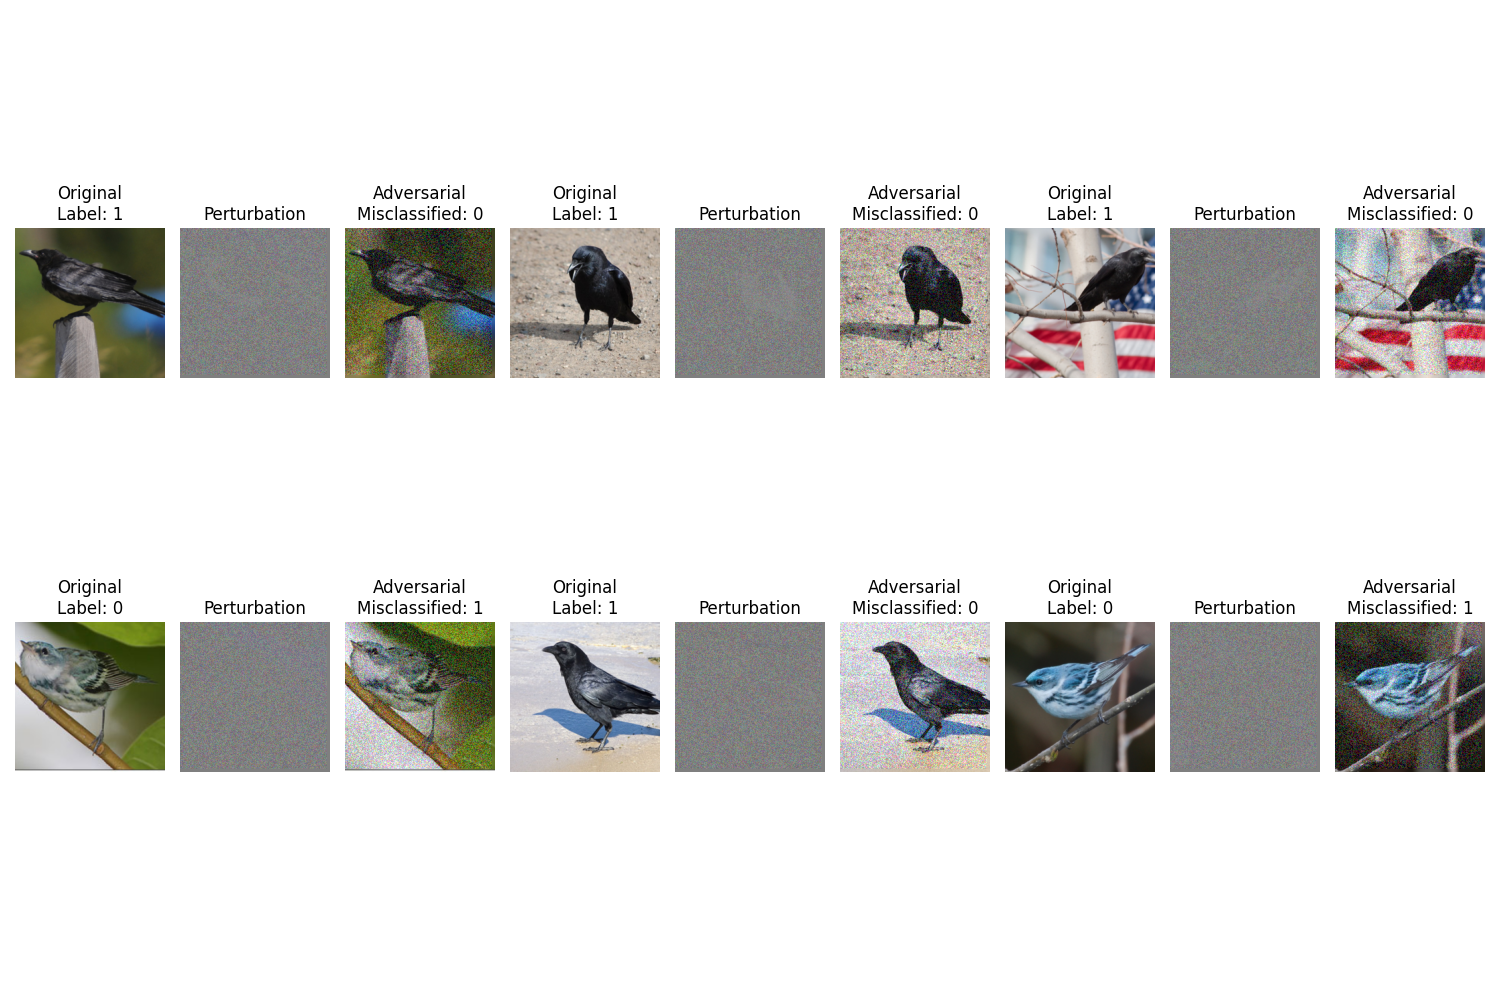 Original
Label: 1
Perturbation
Adversarial
Misclassified: 0
Original
Label: 1
Perturbation
Adversarial
Misclassified: 0
Original
Label: 1
Perturbation
Adversarial
Misclassified: 0
Original
Label: 0
Perturbation
Adversarial
Misclassified: 1
Original
Label: 1
Perturbation
Adversarial
Misclassified: 0
Original
Label: 0
Perturbation
Adversarial
Misclassified: 1